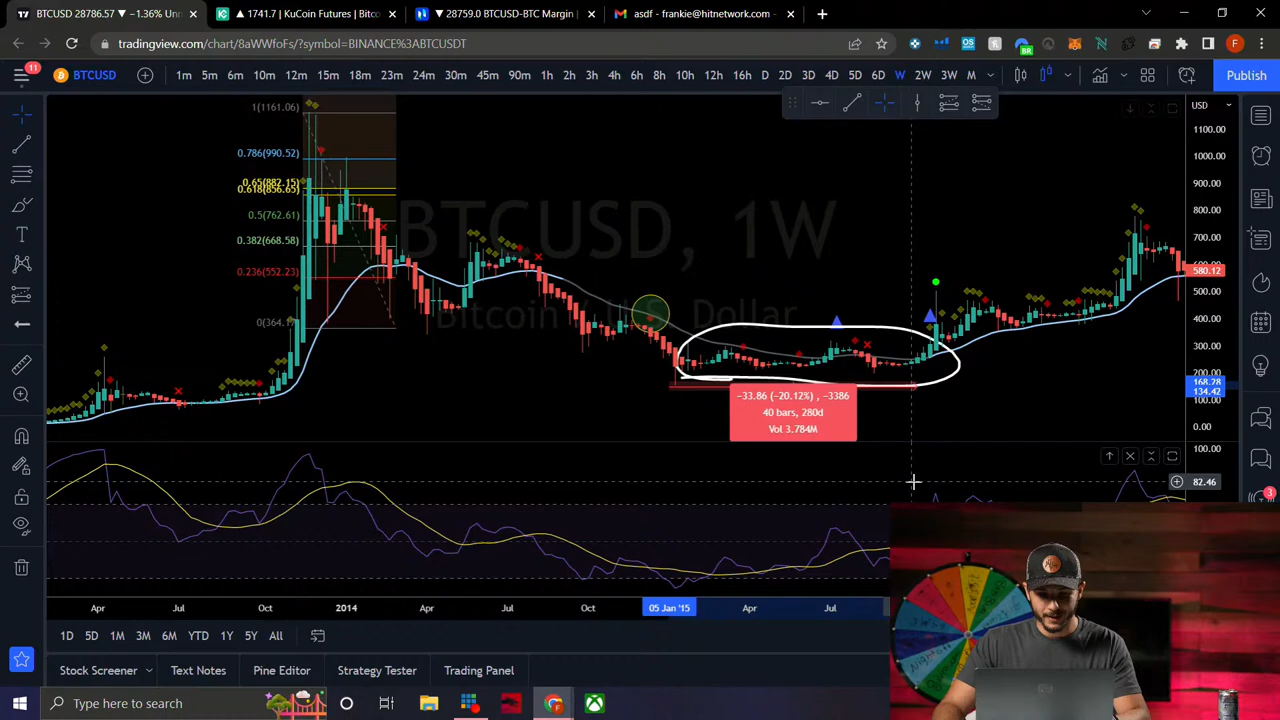 BTCUSD 28786.57 ▼ −1.36% Unn
▲ 1741.7 | KuCoin Futures | Bitco
▼ 28759.0 BTCUSD-BTC Margin |
asdf - frankie@hitnetwork.com -
tradingview.com/chart/8aWWfoFs/?symbol=BINANCE%3ABTCUSDT
BR
OS
F
11
BTCUSD
1m 5m 6m 10m 12m 15m 18m 23m 24m 30m 45m 90m 1h 2h 3h 4h 6h 8h 10h 12h 16h D 2D 3D 4D 5D 6D W 2W 3W M
Publish
USD
1(1161.06)
0.786(990.52)
0.65(882.15)
0.618(856.65)
0.5(762.61)
0.382(668.58)
0.236(552.23)
BTCUSD, 1W
Bitcoin / U.S. Dollar
1100.00
1000.00
900.00
800.00
700.00
600.00
580.12
500.00
400.00
300.00
200.00
168.28
134.42
100.00
0.00
−33.86 (−20.12%) , −3386
40 bars, 280d
Vol 3.784M
100.00
82.46
3
Apr Jul Oct 2014 Apr Jul Oct 05 Jan '15 Apr Jul
1D 5D 1M 3M 6M YTD 1Y 5Y All
Stock Screener Text Notes Pine Editor Strategy Tester Trading Panel
Type here to search